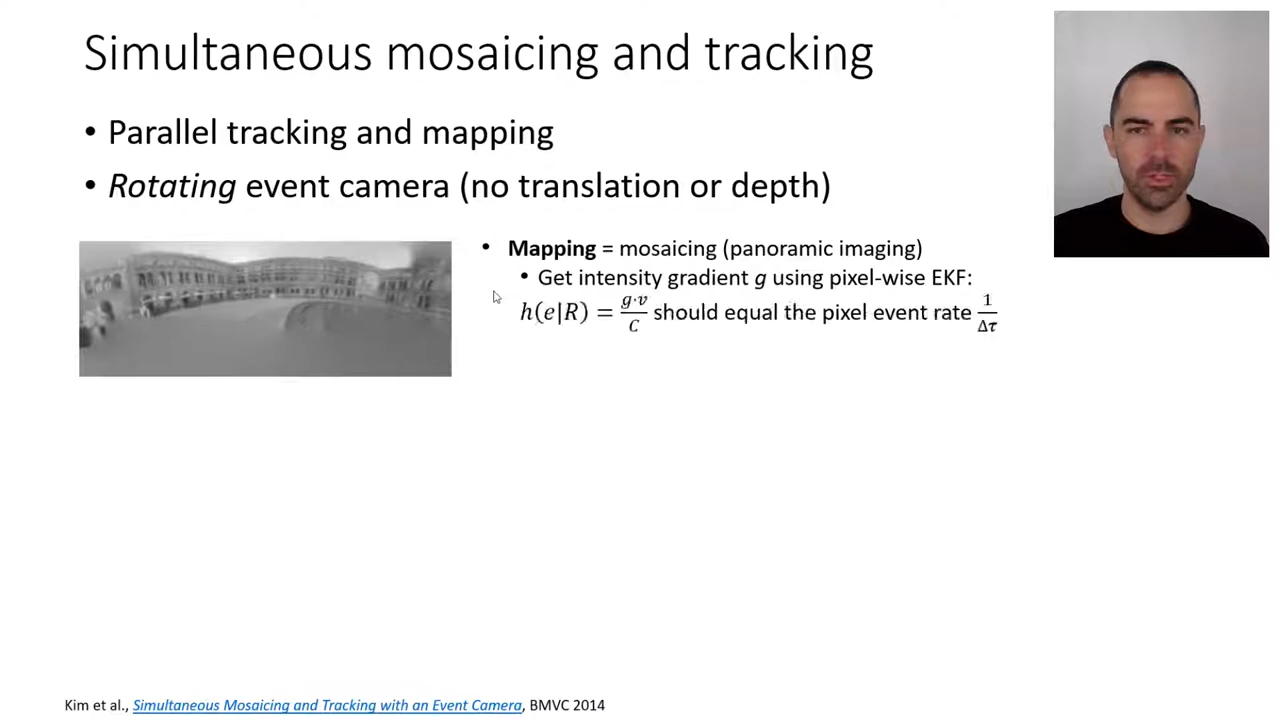 Simultaneous mosaicing and tracking
• Parallel tracking and mapping
• Rotating event camera (no translation or depth)
• Mapping = mosaicing (panoramic imaging)
• Get intensity gradient g using pixel-wise EKF:
h(e|R) = g·v/C should equal the pixel event rate 1/Δτ
Kim et al., Simultaneous Mosaicing and Tracking with an Event Camera, BMVC 2014